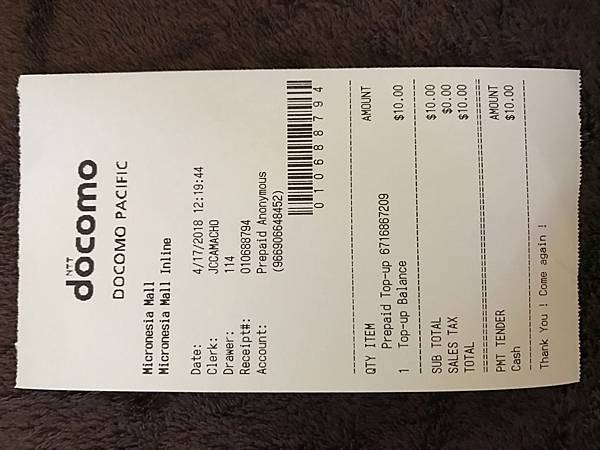 NTT
döcomo
DOCOMO PACIFIC
Micronesia Mall
Micronesia Mall Inline
Date: 4/17/2018 12:19:44
Clerk: JCCAMACHO
Drawer: 114
Receipt#: 010688794
Account: Prepaid Anonymous
(966906648452)
010688794
QTY ITEM AMOUNT
Prepaid Top-up 6716867209
1 Top-up Balance $10.00
SUB TOTAL $10.00
SALES TAX $0.00
TOTAL $10.00
PMT TENDER AMOUNT
Cash $10.00
Thank You ! Come again !